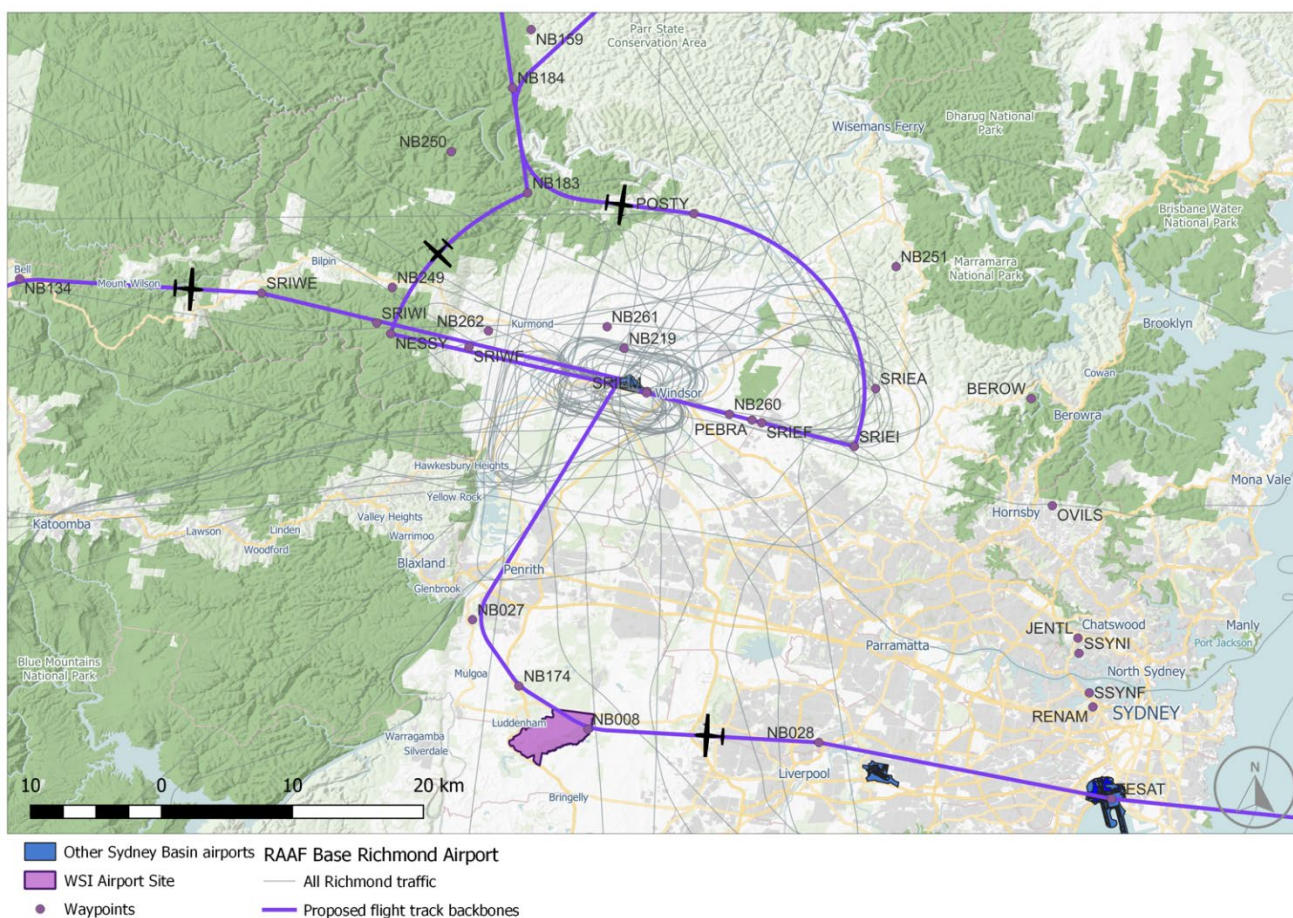 NB159
Parr State
Conservation Area
NB184
Dharug National
Park
Wisemans Ferry
NB250
NB183
POSTY
Brisbane Water
National Park
NB251
Marramarra
National Park
Bell
NB134
Mount Wilson
SRIWE
Bilpin
NB249
SRIWI
NB262
Kurmond
NB261
NESSY
SRIWF
NB219
Brooklyn
Cowan
SRIEM
Windsor
SRIEA
BEROW
Berowra
NB260
PEBRA
SRIEF
SRIEI
Hawkesbury Heights
Yellow Rock
Mona Vale
Katoomba
Lawson
Linden
Valley Heights
Warrimoo
Woodford
Hornsby
OVILS
Blaxland
Penrith
Glenbrook
NB027
JENTL
Chatswood
Manly
SSYNI
Port Jackson
Parramatta
Blue Mountains
National Park
Mulgoa
NB174
North Sydney
SSYNF
RENAM
SYDNEY
Luddenham
NB008
Warragamba
Silverdale
NB028
Liverpool
Bringelly
TESAT
N
10 0 10 20 km
Other Sydney Basin airports
WSI Airport Site
Waypoints
RAAF Base Richmond Airport
All Richmond traffic
Proposed flight track backbones